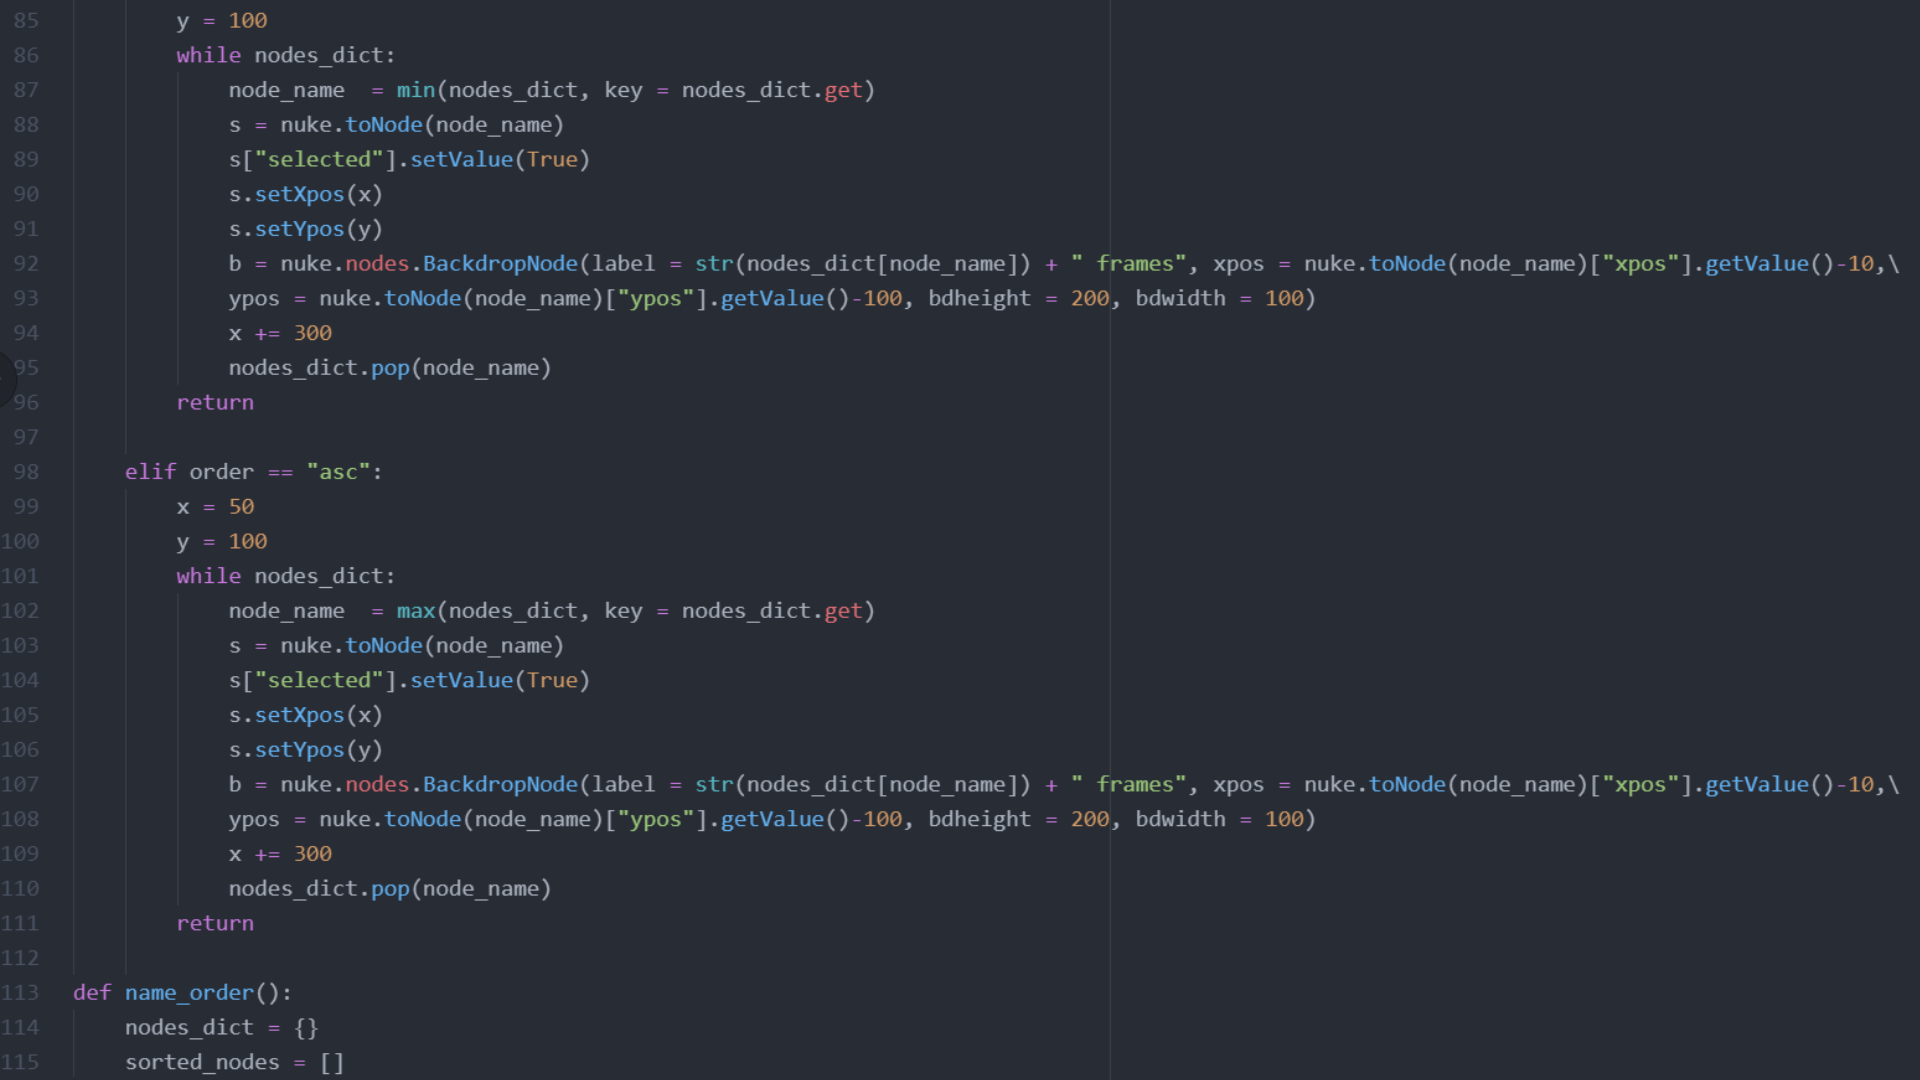 85 y = 100
86 while nodes_dict:
87 node_name  = min(nodes_dict, key = nodes_dict.get)
88 s = nuke.toNode(node_name)
89 s["selected"].setValue(True)
90 s.setXpos(x)
91 s.setYpos(y)
92 b = nuke.nodes.BackdropNode(label = str(nodes_dict[node_name]) + " frames", xpos = nuke.toNode(node_name)["xpos"].getValue()-10,\
93 ypos = nuke.toNode(node_name)["ypos"].getValue()-100, bdheight = 200, bdwidth = 100)
94 x += 300
95 nodes_dict.pop(node_name)
96 return
97
98 elif order == "asc":
99 x = 50
100 y = 100
101 while nodes_dict:
102 node_name  = max(nodes_dict, key = nodes_dict.get)
103 s = nuke.toNode(node_name)
104 s["selected"].setValue(True)
105 s.setXpos(x)
106 s.setYpos(y)
107 b = nuke.nodes.BackdropNode(label = str(nodes_dict[node_name]) + " frames", xpos = nuke.toNode(node_name)["xpos"].getValue()-10,\
108 ypos = nuke.toNode(node_name)["ypos"].getValue()-100, bdheight = 200, bdwidth = 100)
109 x += 300
110 nodes_dict.pop(node_name)
111 return
112
113 def name_order():
114 nodes_dict = {}
115 sorted_nodes = []